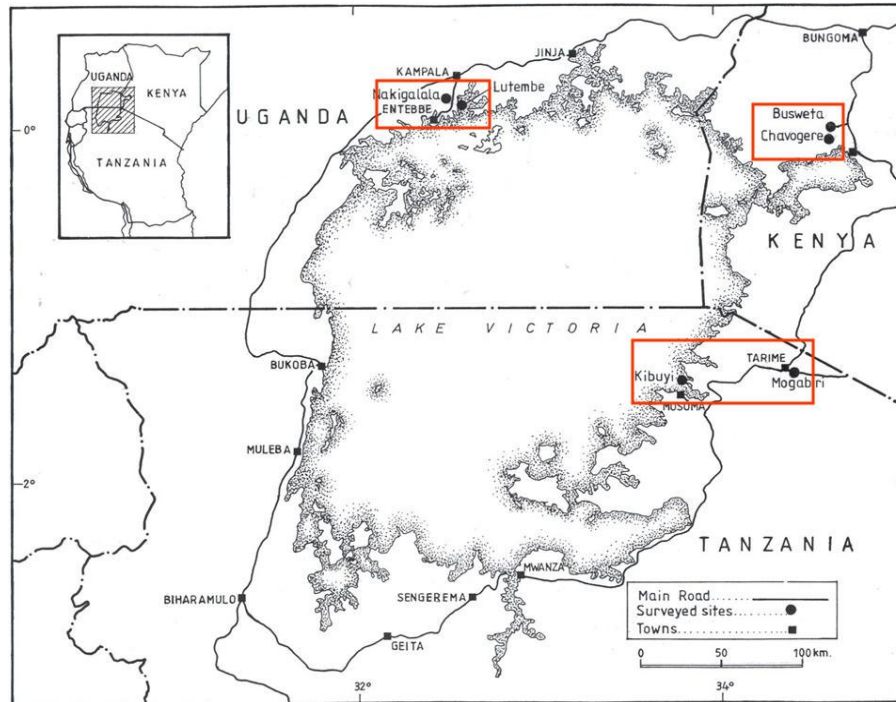 UGANDA
KENYA
TANZANIA
BUNGOMA
JINJA
KAMPALA
Nakigalala
Lutembe
ENTEBBE
UGANDA
0°
Busweta
Chavogere
KENYA
LAKE VICTORIA
BUKOBA
TARIME
Kibuyi
Mogabiri
MUSOMA
MULEBA
2°
TANZANIA
MWANZA
BIHARAMULO
SENGEREMA
GEITA
Main Road
Surveyed sites
Towns
0 50 100 km.
32°
34°